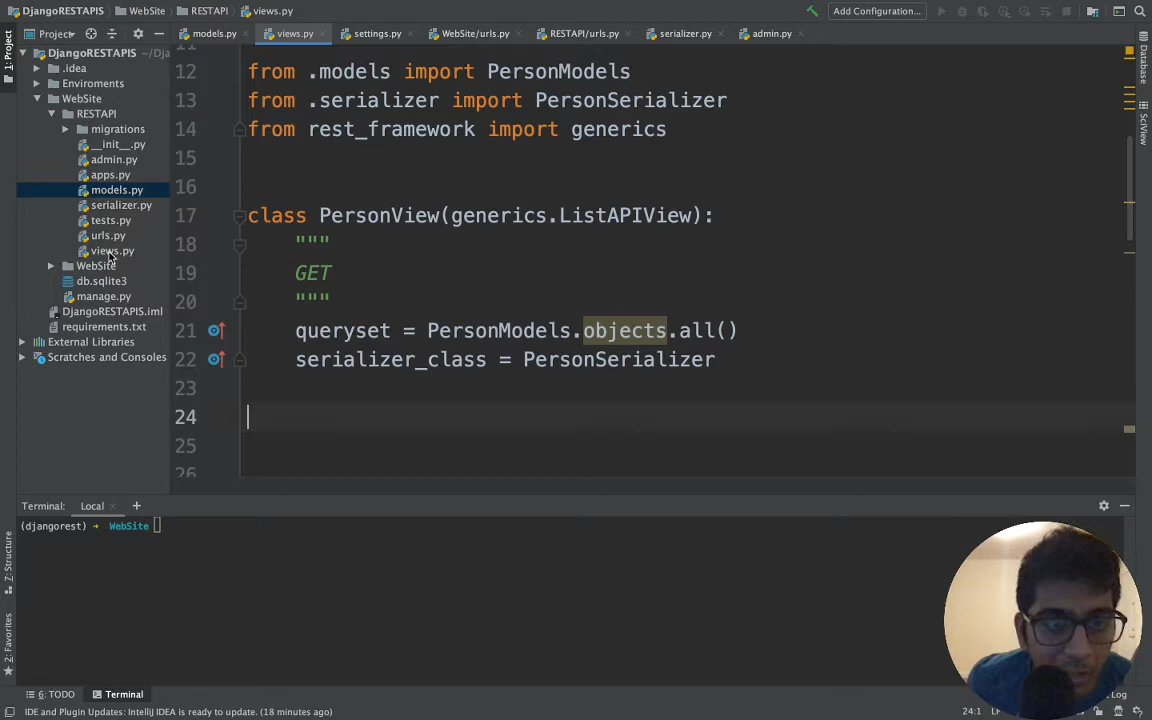 DjangoRESTAPIS WebSite RESTAPI views.py Add Configuration...
Project models.py views.py settings.py WebSite/urls.py RESTAPI/urls.py serializer.py admin.py
1: Project
DjangoRESTAPIS ~/Dja
.idea
Enviroments
WebSite
RESTAPI
migrations
__init__.py
admin.py
apps.py
models.py
serializer.py
tests.py
urls.py
views.py
WebSite
db.sqlite3
manage.py
DjangoRESTAPIS.iml
requirements.txt
External Libraries
Scratches and Consoles
12 from .models import PersonModels
13 from .serializer import PersonSerializer
14 from rest_framework import generics
15
16
17 class PersonView(generics.ListAPIView):
18 """
19 GET
20 """
21 queryset = PersonModels.objects.all()
22 serializer_class = PersonSerializer
23
24
25
26
Database
SciView
Terminal: Local
(djangorest) → WebSite
7: Structure
2: Favorites
6: TODO Terminal Log
IDE and Plugin Updates: IntelliJ IDEA is ready to update. (18 minutes ago) 24:1